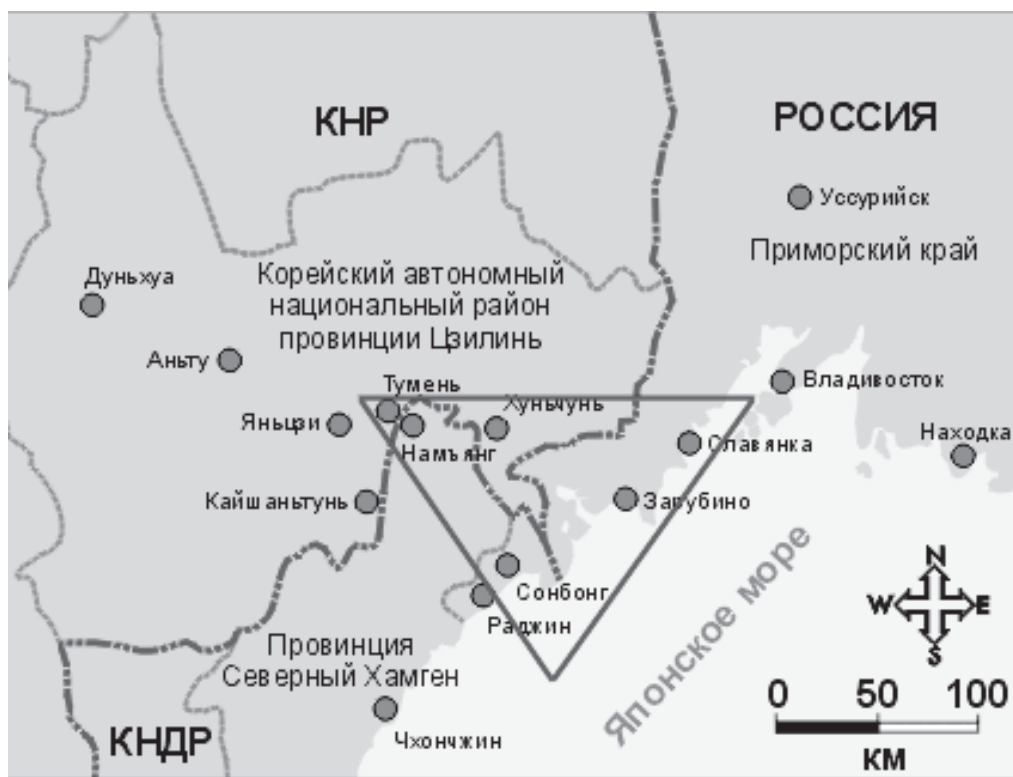 КНР
РОССИЯ
Уссурийск
Приморский край
Дуньхуа
Корейский автономный
национальный район
провинции Цзилинь
Аньту
Тумень
Хуньчунь
Владивосток
Яньцзи
Намъянг
Славянка
Находка
Кайшаньтунь
Зарубино
Сонбонг
Раджин
Японское море
N
W E
S
Провинция
Северный Хамген
0 50 100
КМ
КНДР
Чхончжин